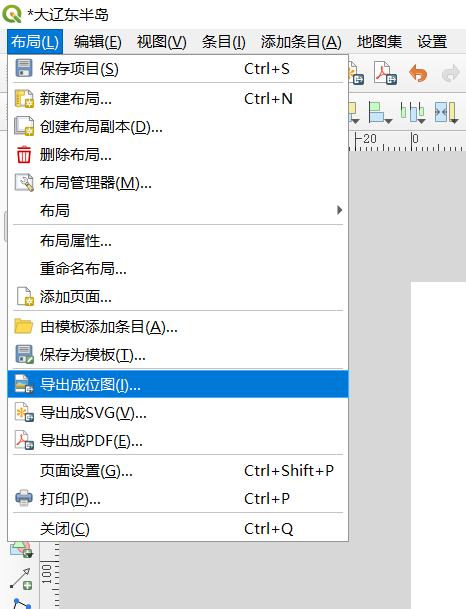 *大辽东半岛
布局(L) 编辑(E) 视图(V) 条目(I) 添加条目(A) 地图集 设置
保存项目(S) Ctrl+S
新建布局... Ctrl+N
创建布局副本(D)...
删除布局...
布局管理器(M)...
布局
布局属性...
重命名布局...
添加页面...
由模板添加条目(A)...
保存为模板(T)...
导出成位图(I)...
导出成SVG(V)...
导出成PDF(E)...
页面设置(G)... Ctrl+Shift+P
打印(P)... Ctrl+P
关闭(C) Ctrl+Q
-20 0
100